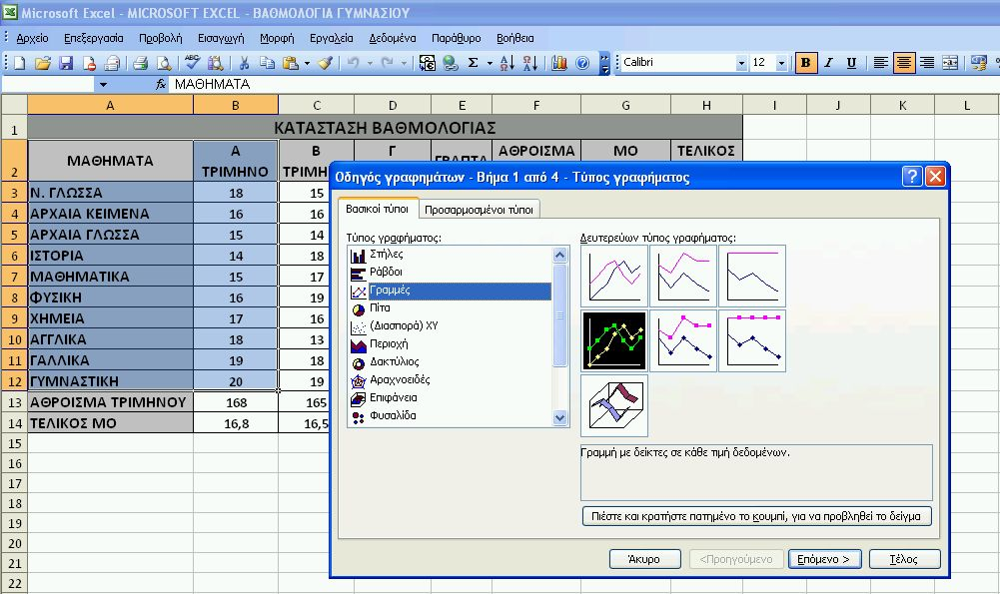 Microsoft Excel - MICROSOFT EXCEL - ΒΑΘΜΟΛΟΓΙΑ ΓΥΜΝΑΣΙΟΥ
Αρχείο Επεξεργασία Προβολή Εισαγωγή Μορφή Εργαλεία Δεδομένα Παράθυρο Βοήθεια
Calibri 12 B I U
fx ΜΑΘΗΜΑΤΑ
A B C D E F G H I J K L
1 ΚΑΤΑΣΤΑΣΗ ΒΑΘΜΟΛΟΓΙΑΣ
Α Β Γ ΑΘΡΟΙΣΜΑ ΜΟ ΤΕΛΙΚΟΣ
2 ΜΑΘΗΜΑΤΑ ΤΡΙΜΗΝΟ ΤΡΙΜΗΝ ΓΡΑΠΤΑ
3 Ν. ΓΛΩΣΣΑ 18 15
4 ΑΡΧΑΙΑ ΚΕΙΜΕΝΑ 16 16
5 ΑΡΧΑΙΑ ΓΛΩΣΣΑ 15 14
6 ΙΣΤΟΡΙΑ 14 18
7 ΜΑΘΗΜΑΤΙΚΑ 15 17
8 ΦΥΣΙΚΗ 16 19
9 ΧΗΜΕΙΑ 17 16
10 ΑΓΓΛΙΚΑ 18 13
11 ΓΑΛΛΙΚΑ 19 18
12 ΓΥΜΝΑΣΤΙΚΗ 20 19
13 ΑΘΡΟΙΣΜΑ ΤΡΙΜΗΝΟΥ 168 165
14 ΤΕΛΙΚΟΣ ΜΟ 16,8 16,5
15
16
17
18
19
20
21
22
Οδηγός γραφημάτων - Βήμα 1 από 4 - Τύπος γραφήματος
Βασικοί τύποι Προσαρμοσμένοι τύποι
Τύπος γραφήματος:
Στήλες
Ράβδοι
Γραμμές
Πίτα
(Διασπορά) XY
Περιοχή
Δακτύλιος
Αραχνοειδές
Επιφάνεια
Φυσαλίδα
Δευτερεύων τύπος γραφήματος:
Γραμμή με δείκτες σε κάθε τιμή δεδομένων.
Πιέστε και κρατήστε πατημένο το κουμπί, για να προβληθεί το δείγμα
Άκυρο <Προηγούμενο Επόμενο > Τέλος